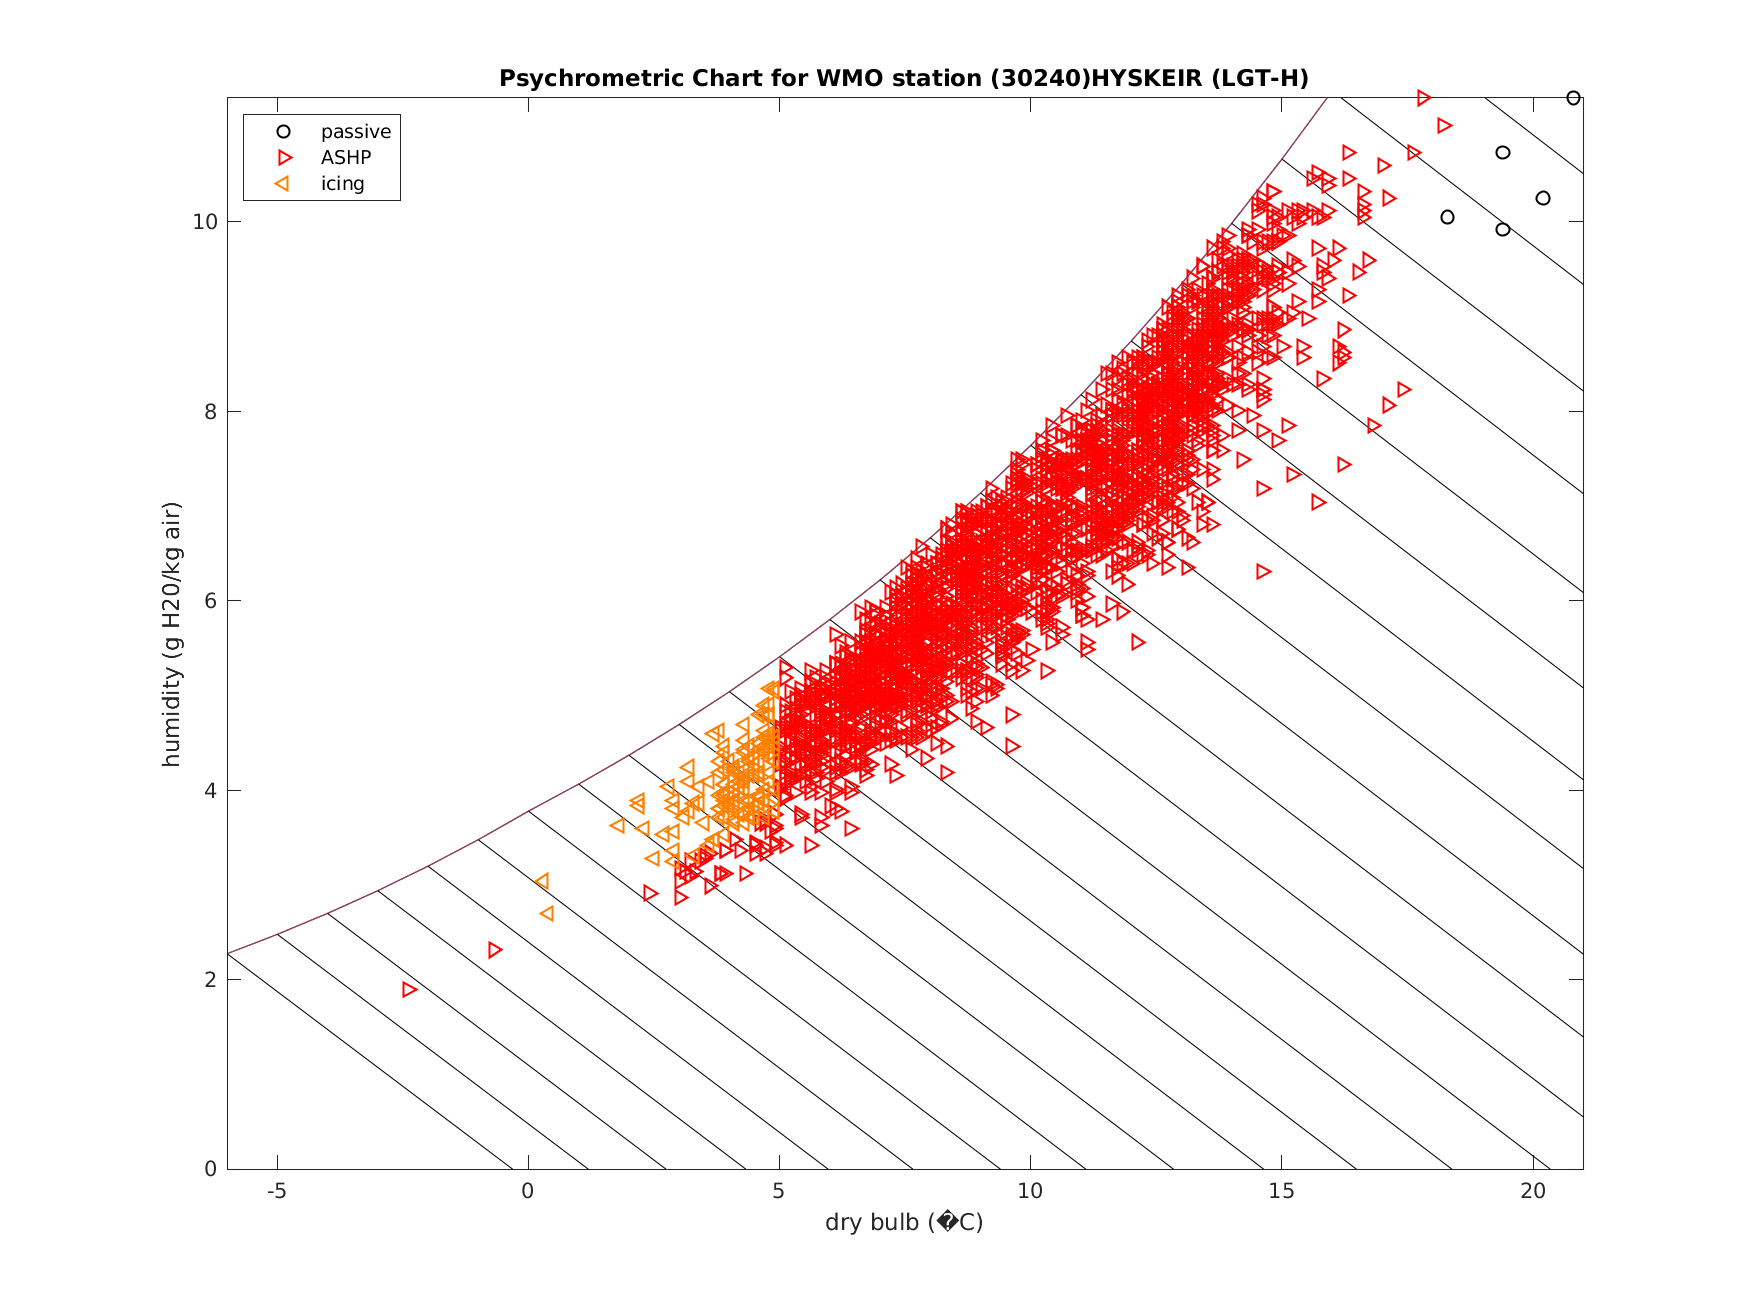 Psychrometric Chart for WMO station (30240)HYSKEIR (LGT-H)
passive
ASHP
icing
humidity (g H20/kg air)
10
8
6
4
2
0
-5 0 5 10 15 20
dry bulb (�C)